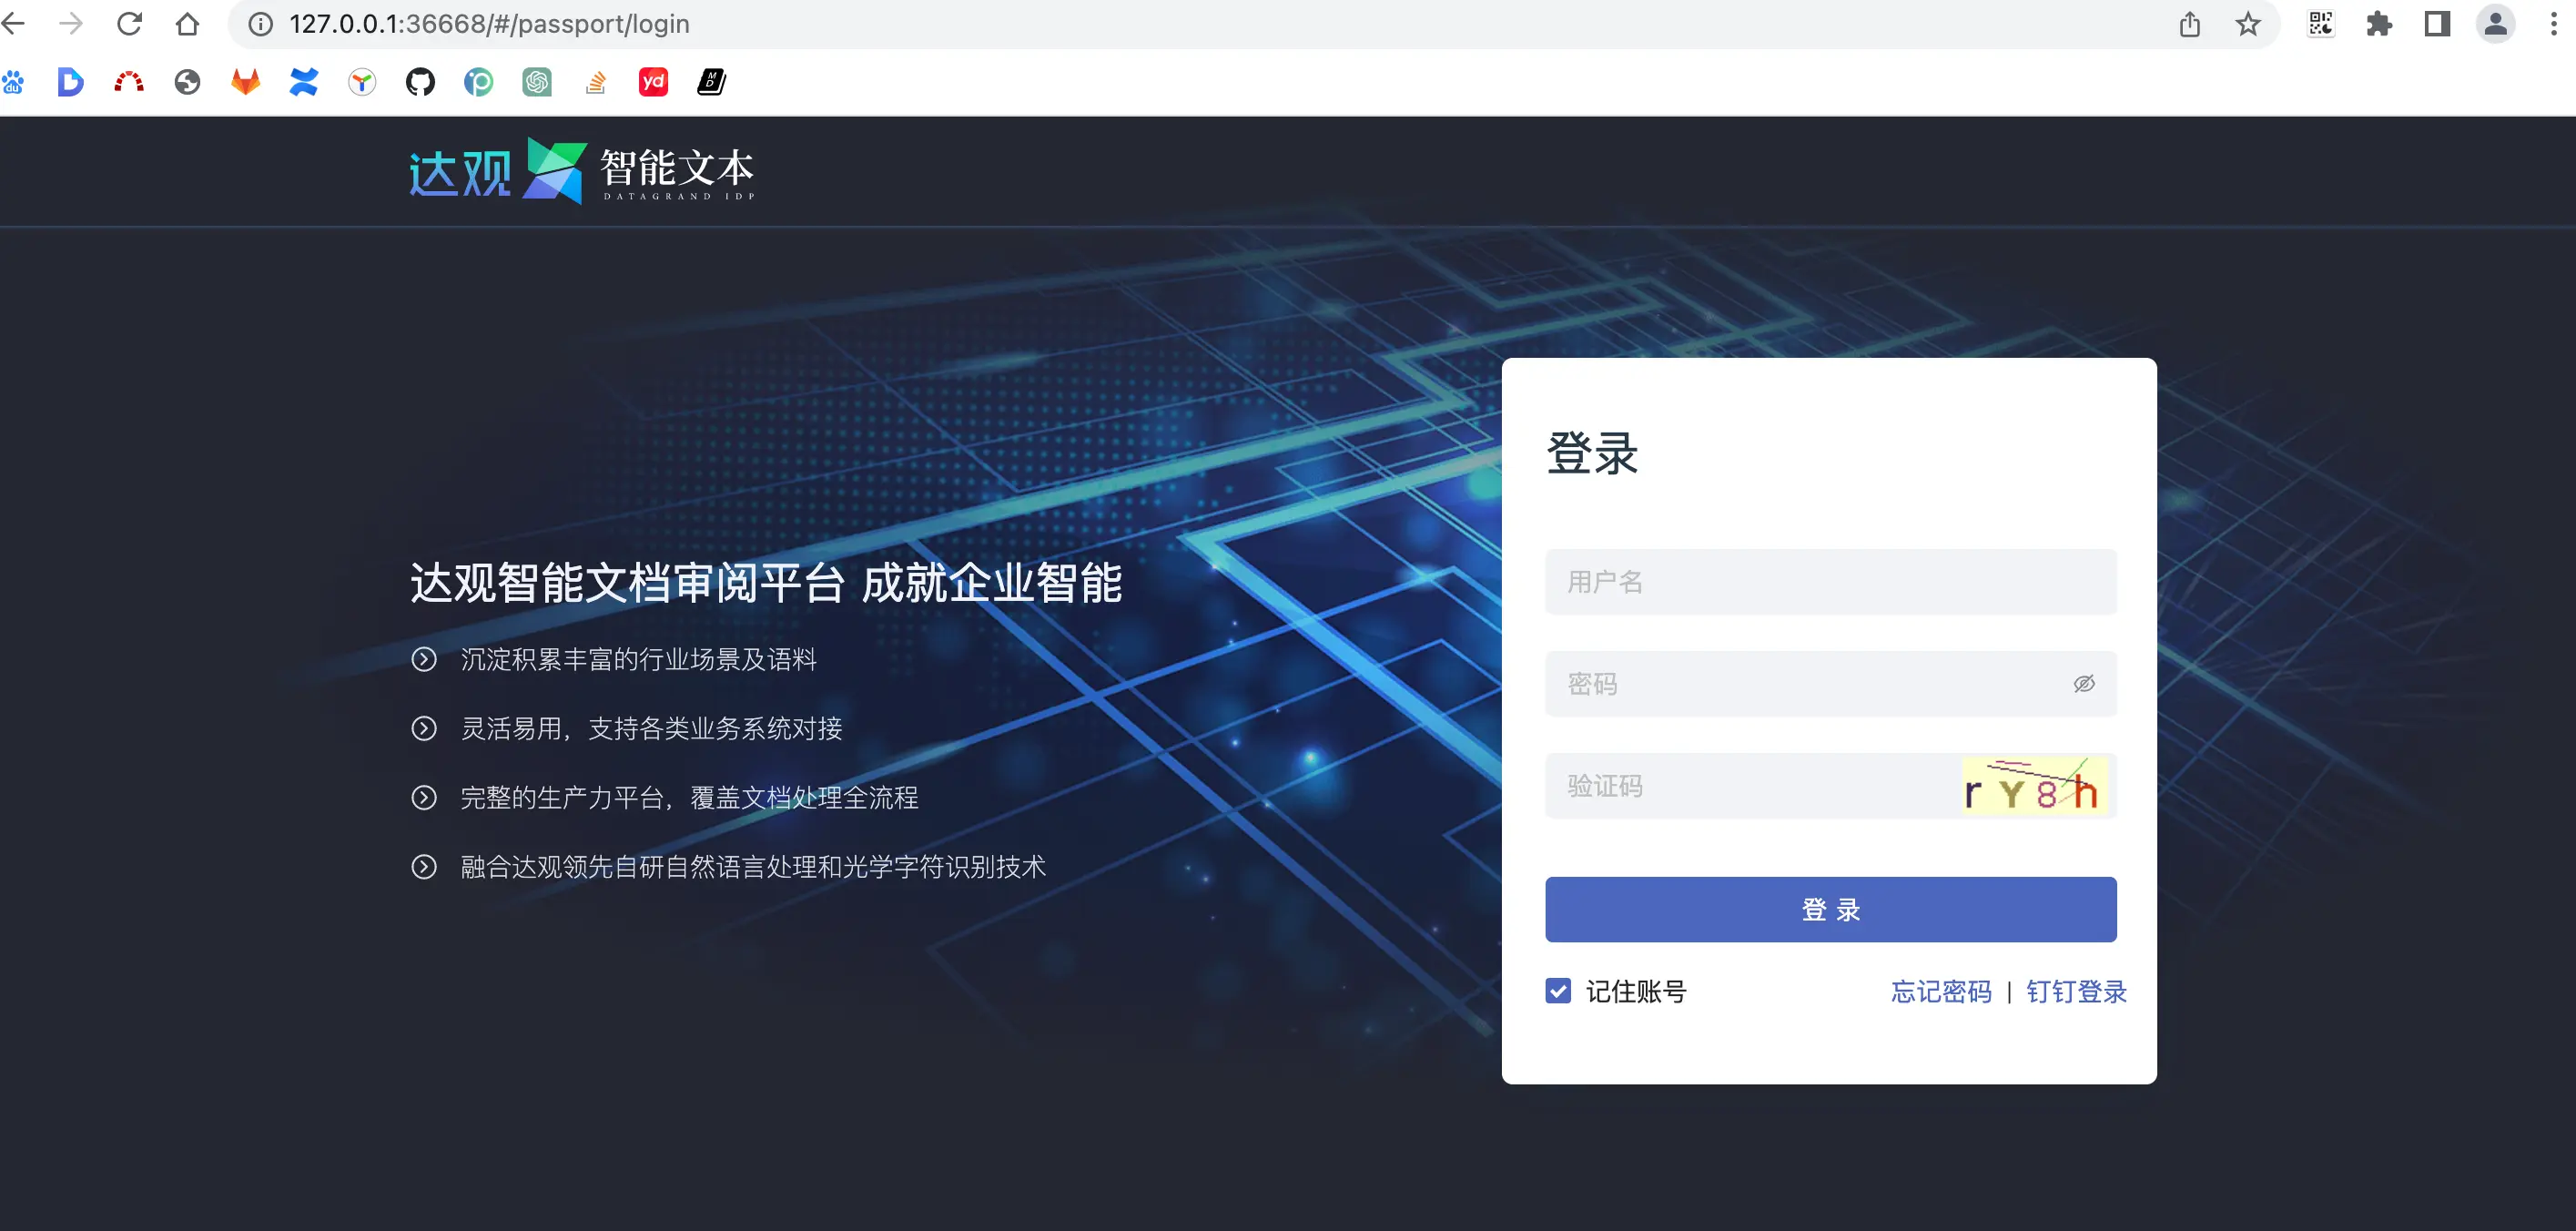 127.0.0.1:36668/#/passport/login
du
yd
MD
达观 智能文本
DATAGRAND IDP
登录
用户名
密码
验证码 rY8h
登 录
记住账号 忘记密码 | 钉钉登录
达观智能文档审阅平台 成就企业智能
沉淀积累丰富的行业场景及语料
灵活易用，支持各类业务系统对接
完整的生产力平台，覆盖文档处理全流程
融合达观领先自研自然语言处理和光学字符识别技术